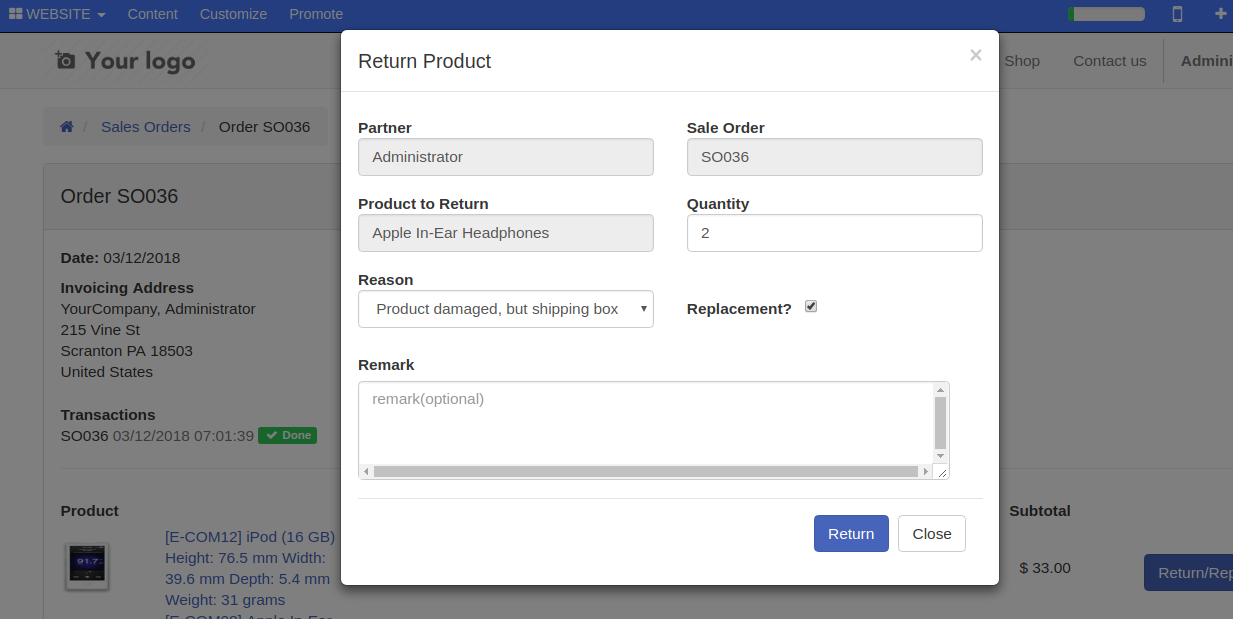 WEBSITE Content Customize Promote
Your logo
Shop Contact us Admini
/ Sales Orders / Order SO036
Order SO036
Date: 03/12/2018
Invoicing Address
YourCompany, Administrator
215 Vine St
Scranton PA 18503
United States
Transactions
SO036 03/12/2018 07:01:39 Done
Product
Subtotal
[E-COM12] iPod (16 GB)
Height: 76.5 mm Width:
39.6 mm Depth: 5.4 mm
Weight: 31 grams
$ 33.00
Return/Rep
Return Product
×
Partner
Administrator
Sale Order
SO036
Product to Return
Apple In-Ear Headphones
Quantity
2
Reason
Product damaged, but shipping box
Replacement?
Remark
remark(optional)
Return Close